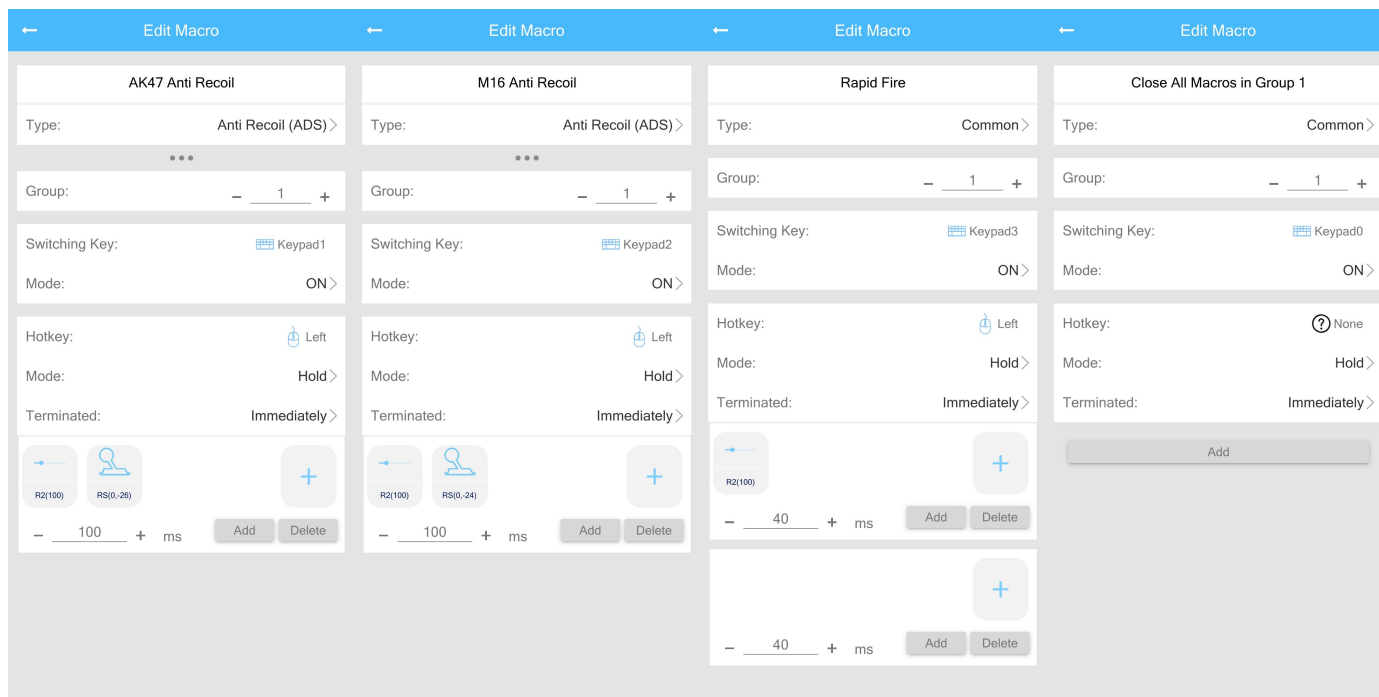 Edit Macro
AK47 Anti Recoil
Type: Anti Recoil (ADS)
Group: − 1 +
Switching Key: Keypad1
Mode: ON
Hotkey: Left
Mode: Hold
Terminated: Immediately
+
R2(100) RS(0,-26)
− 100 + ms Add Delete
Edit Macro
M16 Anti Recoil
Type: Anti Recoil (ADS)
Group: − 1 +
Switching Key: Keypad2
Mode: ON
Hotkey: Left
Mode: Hold
Terminated: Immediately
+
R2(100) RS(0,-24)
− 100 + ms Add Delete
Edit Macro
Rapid Fire
Type: Common
Group: − 1 +
Switching Key: Keypad3
Mode: ON
Hotkey: Left
Mode: Hold
Terminated: Immediately
+
R2(100)
− 40 + ms Add Delete
+
− 40 + ms Add Delete
Edit Macro
Close All Macros in Group 1
Type: Common
Group: − 1 +
Switching Key: Keypad0
Mode: ON
Hotkey: ? None
Mode: Hold
Terminated: Immediately
Add